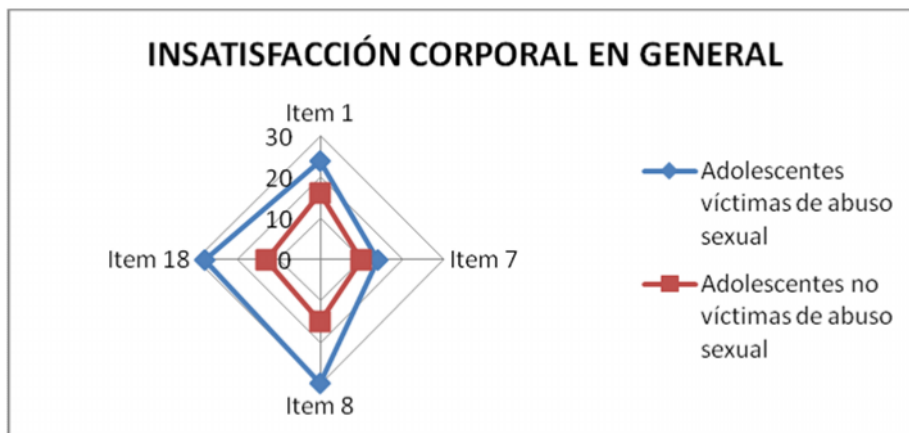 INSATISFACCIÓN CORPORAL EN GENERAL
Item 1
30
20
10
0
Item 18
Item 7
Item 8
Adolescentes
víctimas de abuso
sexual
Adolescentes no
víctimas de abuso
sexual